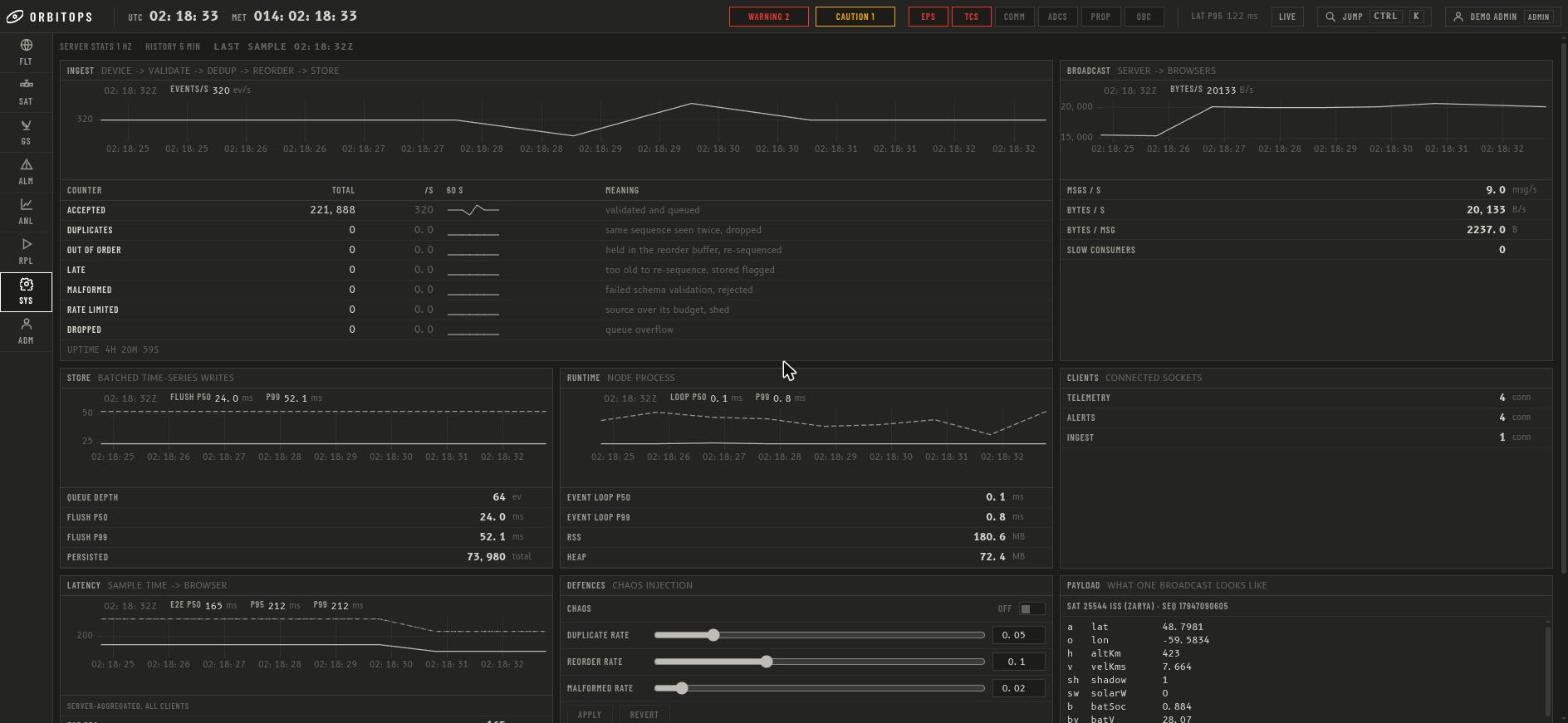 ORBITOPS UTC 02:18:33 MET 014:02:18:33 WARNING 2 CAUTION 1 EPS TCS COMM ADCS PROP OBC LAT P95 122 ms LIVE JUMP CTRL K DEMO ADMIN ADMIN
FLT
SAT
GS
ALM
ANL
RPL
SYS
ADM
SERVER STATS 1 HZ HISTORY 5 MIN LAST SAMPLE 02:18:32Z
INGEST DEVICE -> VALIDATE -> DEDUP -> REORDER -> STORE
02:18:32Z EVENTS/S 320 ev/s
320
02:18:25 02:18:25 02:18:26 02:18:26 02:18:27 02:18:27 02:18:28 02:18:28 02:18:29 02:18:29 02:18:30 02:18:30 02:18:31 02:18:31 02:18:32 02:18:32
COUNTER TOTAL /S 60 S MEANING
ACCEPTED 221,888 320 validated and queued
DUPLICATES 0 0.0 same sequence seen twice, dropped
OUT OF ORDER 0 0.0 held in the reorder buffer, re-sequenced
LATE 0 0.0 too old to re-sequence, stored flagged
MALFORMED 0 0.0 failed schema validation, rejected
RATE LIMITED 0 0.0 source over its budget, shed
DROPPED 0 0.0 queue overflow
UPTIME 4H 20M 59S
BROADCAST SERVER -> BROWSERS
02:18:32Z BYTES/S 20133 B/s
20,000
15,000
02:18:25 02:18:26 02:18:27 02:18:28 02:18:29 02:18:30 02:18:31 02:18:32
MSGS / S 9.0 msg/s
BYTES / S 20,133 B/s
BYTES / MSG 2237.0 B
SLOW CONSUMERS 0
STORE BATCHED TIME-SERIES WRITES
02:18:32Z FLUSH P50 24.0 ms P99 52.1 ms
50
25
02:18:25 02:18:26 02:18:27 02:18:28 02:18:29 02:18:30 02:18:31 02:18:32
QUEUE DEPTH 64 ev
FLUSH P50 24.0 ms
FLUSH P99 52.1 ms
PERSISTED 73,980 total
RUNTIME NODE PROCESS
02:18:32Z LOOP P50 0.1 ms P99 0.8 ms
02:18:25 02:18:26 02:18:27 02:18:28 02:18:29 02:18:30 02:18:31 02:18:32
EVENT LOOP P50 0.1 ms
EVENT LOOP P99 0.8 ms
RSS 180.6 MB
HEAP 72.4 MB
CLIENTS CONNECTED SOCKETS
TELEMETRY 4 conn
ALERTS 4 conn
INGEST 1 conn
LATENCY SAMPLE TIME -> BROWSER
02:18:32Z E2E P50 165 ms P95 212 ms P99 212 ms
200
02:18:25 02:18:26 02:18:27 02:18:28 02:18:29 02:18:30 02:18:31 02:18:32
SERVER-AGGREGATED, ALL CLIENTS
DEFENCES CHAOS INJECTION
CHAOS OFF
DUPLICATE RATE 0.05
REORDER RATE 0.1
MALFORMED RATE 0.02
APPLY REVERT
PAYLOAD WHAT ONE BROADCAST LOOKS LIKE
SAT 25544 ISS (ZARYA) · SEQ 17947090605
a lat 48.7981
o lon -59.5834
h altKm 423
v velKms 7.664
sh shadow 1
sw solarW 0
b batSoc 0.884
bv batV 28.07